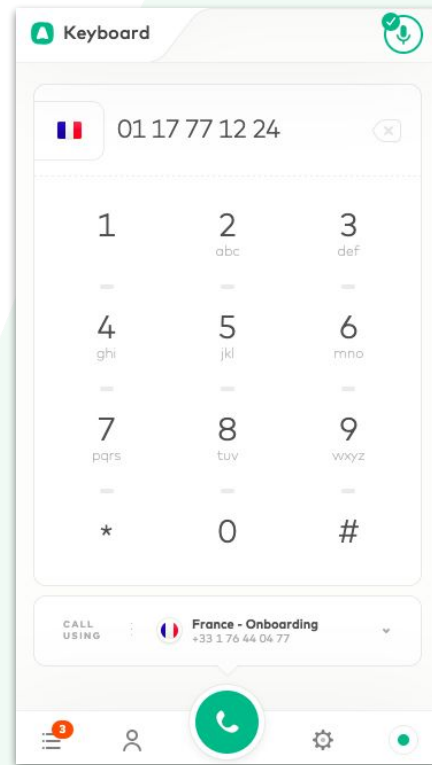 Keyboard
01 17 77 12 24
1 2 3
abc def
4 5 6
ghi jkl mno
7 8 9
pqrs tuv wxyz
* 0 #
CALL USING
France - Onboarding
+33 1 76 44 04 77
3